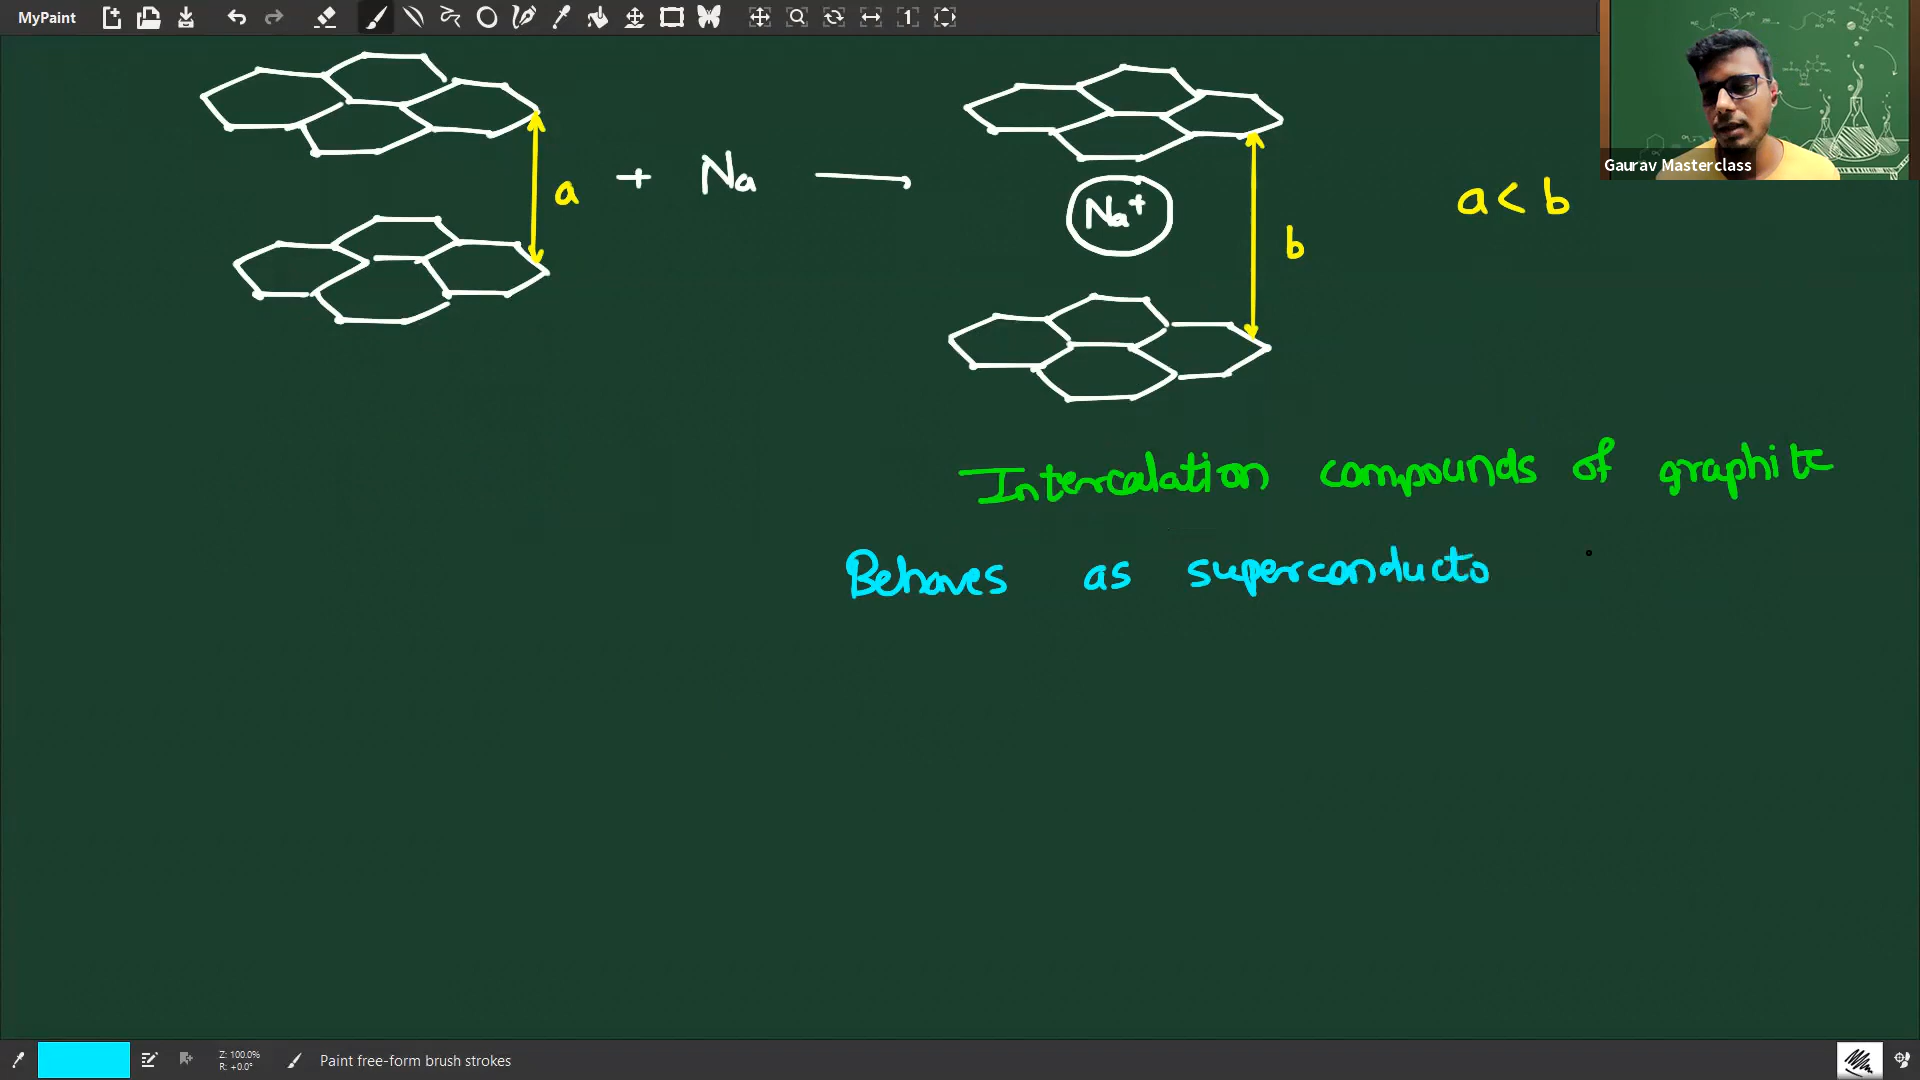 MyPaint
Gaurav Masterclass
a + Na
Na⁺
b
a < b
Intercalation compounds of graphite
Behaves as superconducto
Z: 100.0%
R: +0.0°
Paint free-form brush strokes